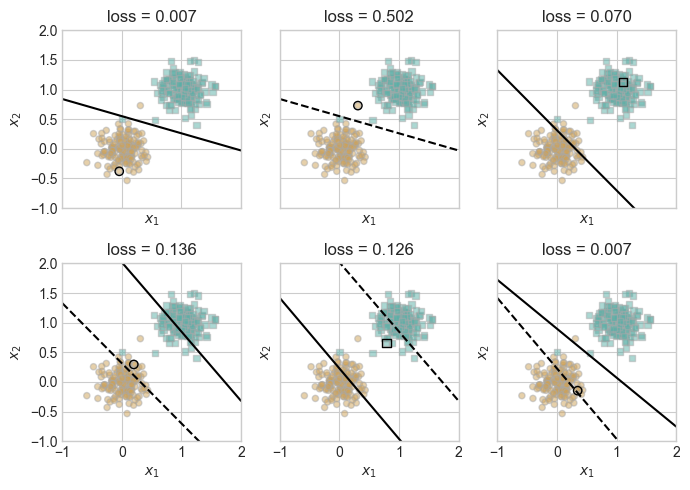 loss = 0.007
loss = 0.502
loss = 0.070
2.0
1.5
1.0
0.5
0.0
−0.5
−1.0
x2
x2
x2
x1
x1
x1
loss = 0.136
loss = 0.126
loss = 0.007
2.0
1.5
1.0
0.5
0.0
−0.5
−1.0
x2
x2
x2
−1 0 1 2
−1 0 1 2
−1 0 1 2
x1
x1
x1